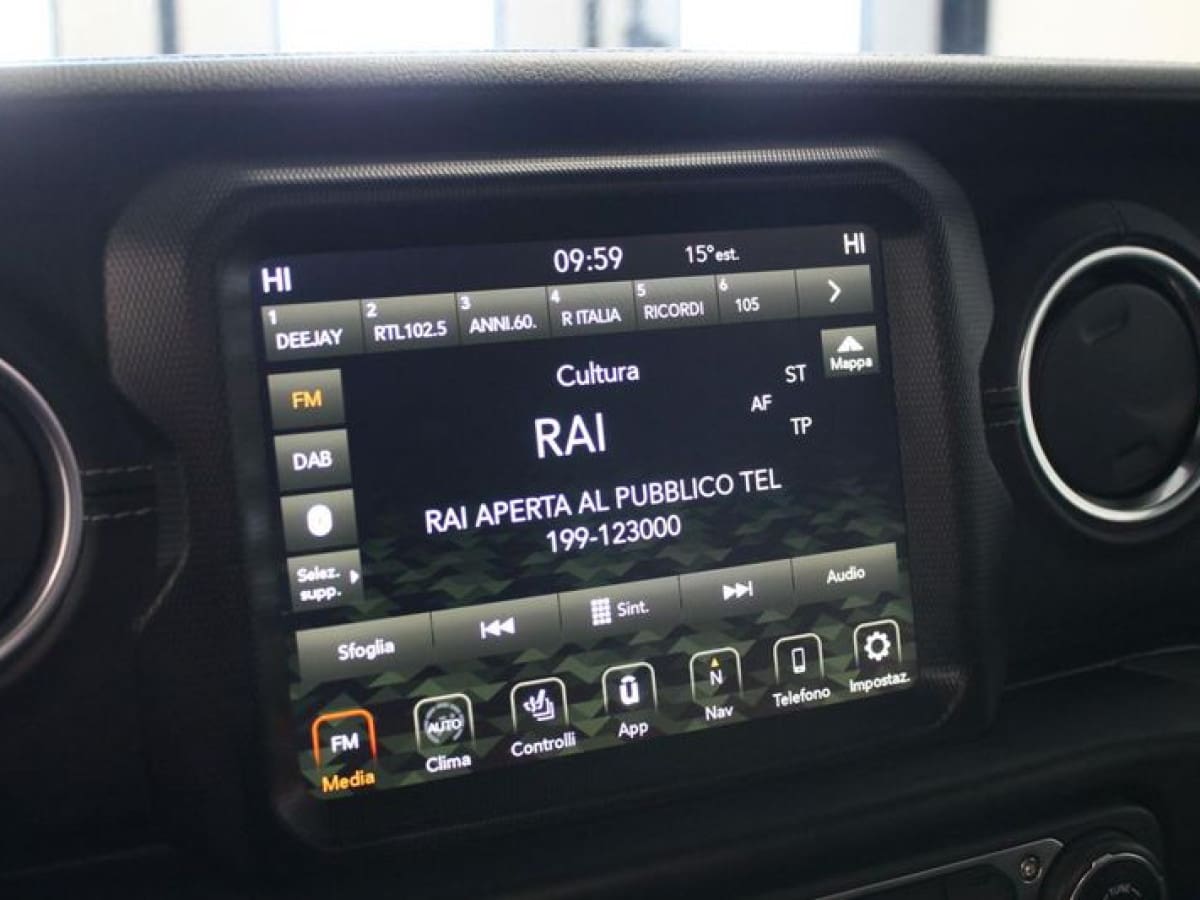 HI 09:59 15°est. HI
1 DEEJAY 2 RTL102.5 3 ANNI.60. 4 R ITALIA 5 RICORDI 6 105
Mappa
FM
Cultura
ST
AF
RAI
TP
DAB
RAI APERTA AL PUBBLICO TEL
199-123000
Selez.
supp.
Sfoglia Sint. Audio
FM AUTO N
Media Clima Controlli App Nav Telefono Impostaz.
TUNE